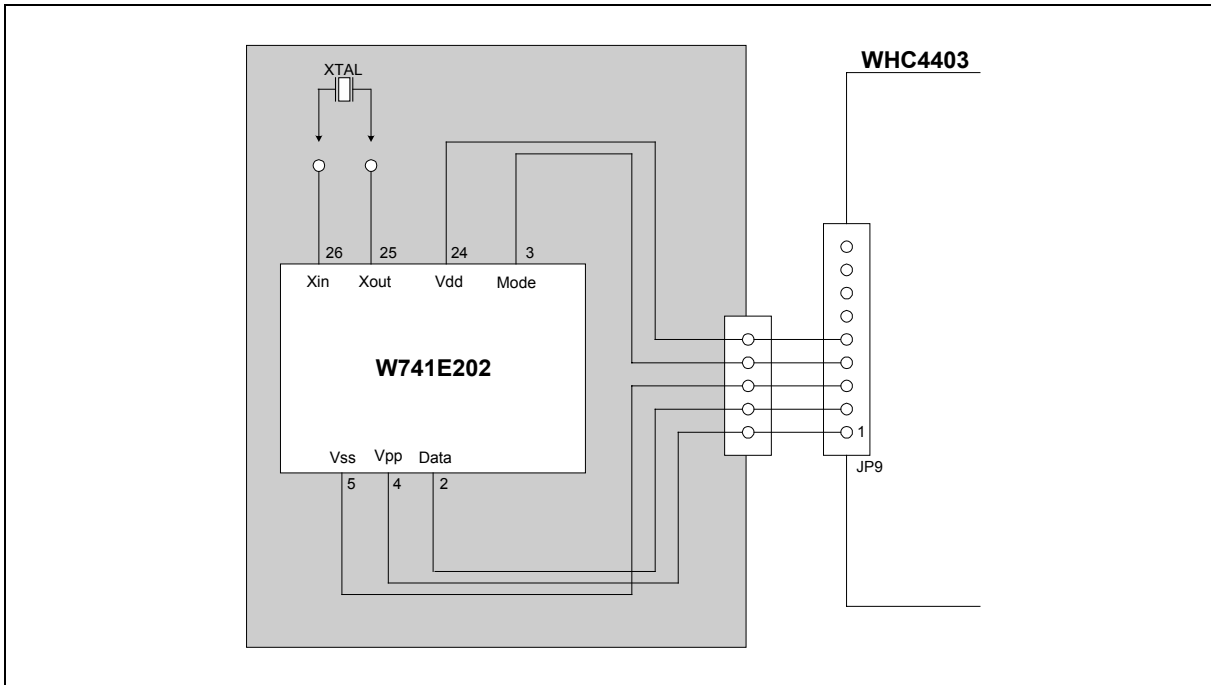 WHC4403
XTAL
26 25 24 3
Xin Xout Vdd Mode
W741E202
1
Vss Vpp Data
JP9
5 4 2